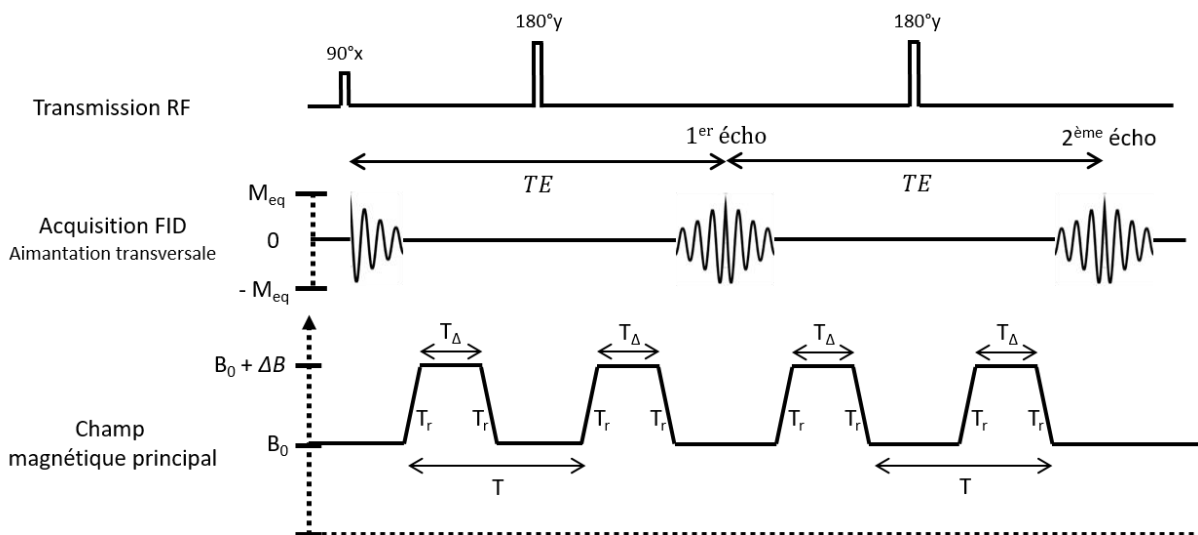 180°y
180°y
90°x
Transmission RF
1er écho
2ème écho
TE
TE
Meq
Acquisition FID
Aimantation transversale
0
- Meq
TΔ
TΔ
TΔ
TΔ
B0 + ΔB
Tr
Tr
Tr
Tr
Tr
Tr
Tr
Tr
Champ
magnétique principal
B0
T
T